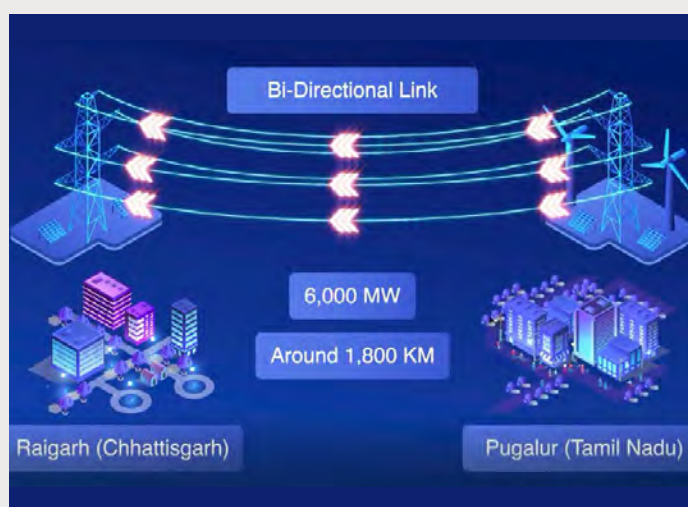 Bi-Directional Link
6,000 MW
Around 1,800 KM
Raigarh (Chhattisgarh)
Pugalur (Tamil Nadu)